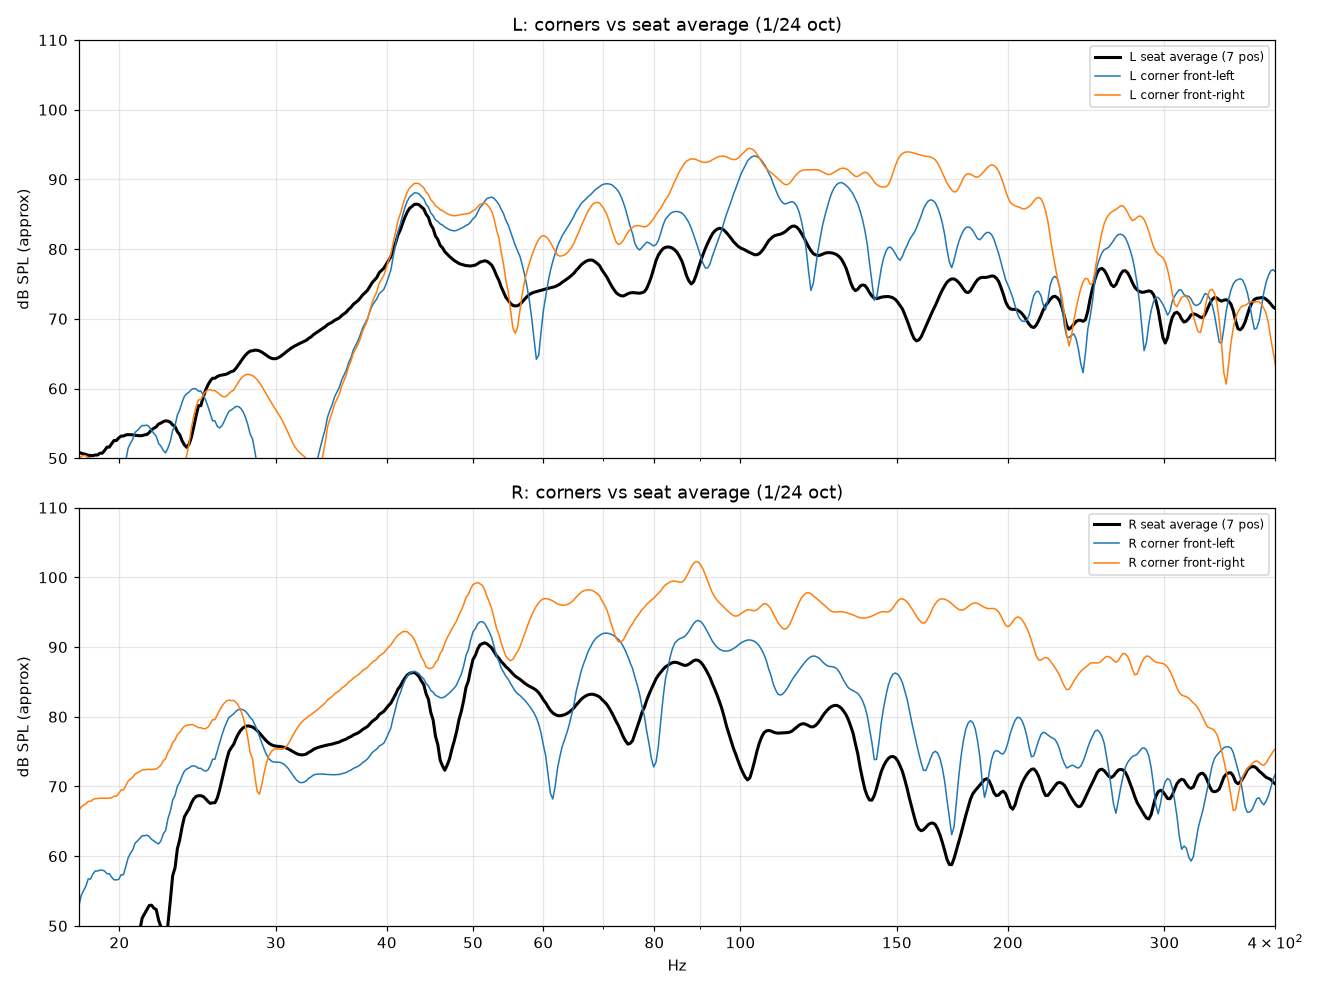 L: corners vs seat average (1/24 oct)
110
100
90
80
70
60
50
dB SPL (approx)
L seat average (7 pos)
L corner front-left
L corner front-right
R: corners vs seat average (1/24 oct)
110
100
90
80
70
60
50
dB SPL (approx)
R seat average (7 pos)
R corner front-left
R corner front-right
20 30 40 50 60 80 100 150 200 300 4 × 10²
Hz